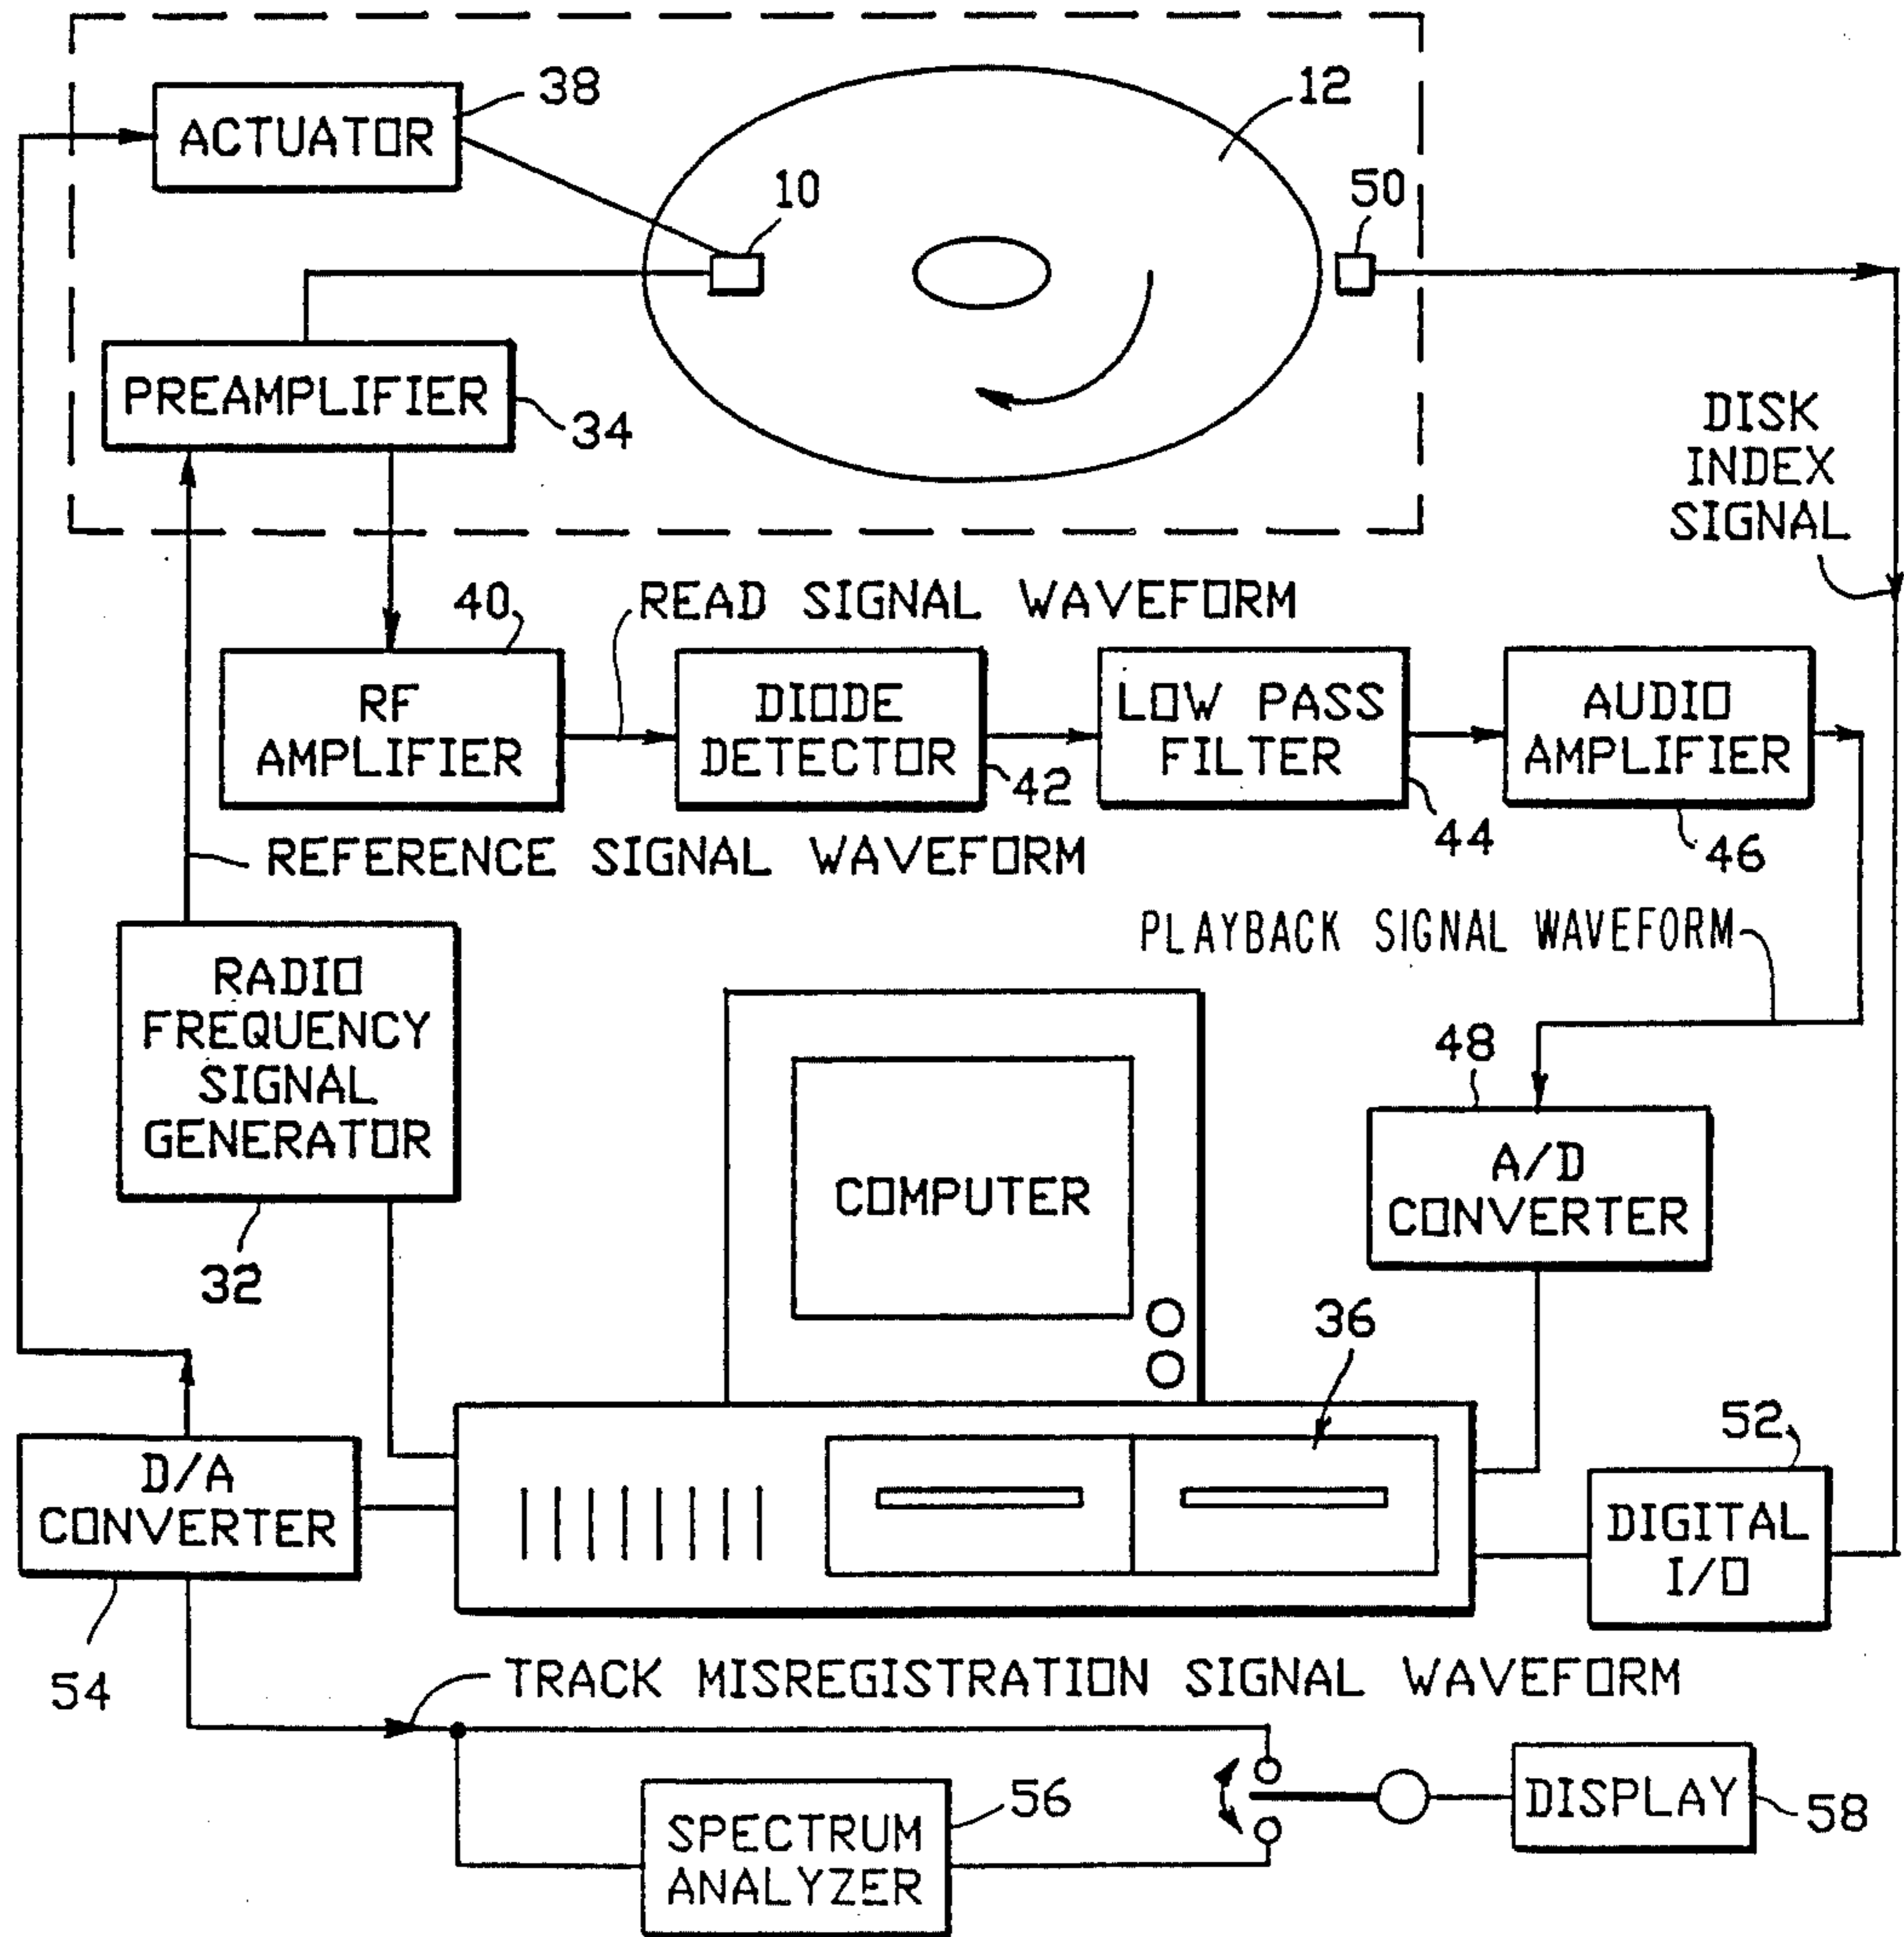 ACTUATOR
38
12
10
50
PREAMPLIFIER
34
DISK
INDEX
SIGNAL
40
READ SIGNAL WAVEFORM
RF
AMPLIFIER
DIODE
DETECTOR
42
LOW PASS
FILTER
44
AUDIO
AMPLIFIER
46
REFERENCE SIGNAL WAVEFORM
PLAYBACK SIGNAL WAVEFORM
RADIO
FREQUENCY
SIGNAL
GENERATOR
32
48
A/D
CONVERTER
COMPUTER
36
52
D/A
CONVERTER
54
DIGITAL
I/O
TRACK MISREGISTRATION SIGNAL WAVEFORM
SPECTRUM
ANALYZER
56
DISPLAY
58